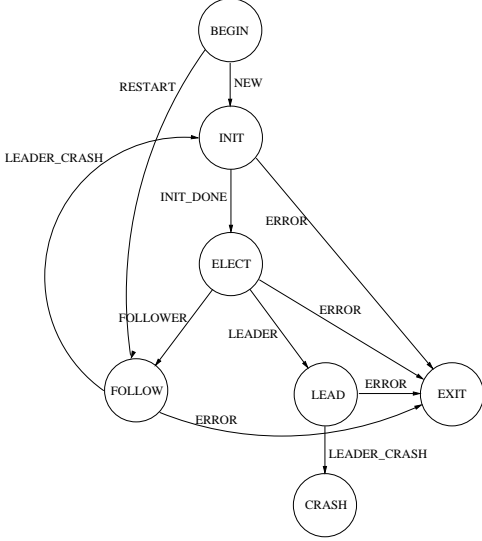 BEGIN
RESTART
NEW
INIT
LEADER_CRASH
INIT_DONE
ERROR
ELECT
ERROR
FOLLOWER
LEADER
FOLLOW
LEAD
ERROR
EXIT
ERROR
LEADER_CRASH
CRASH